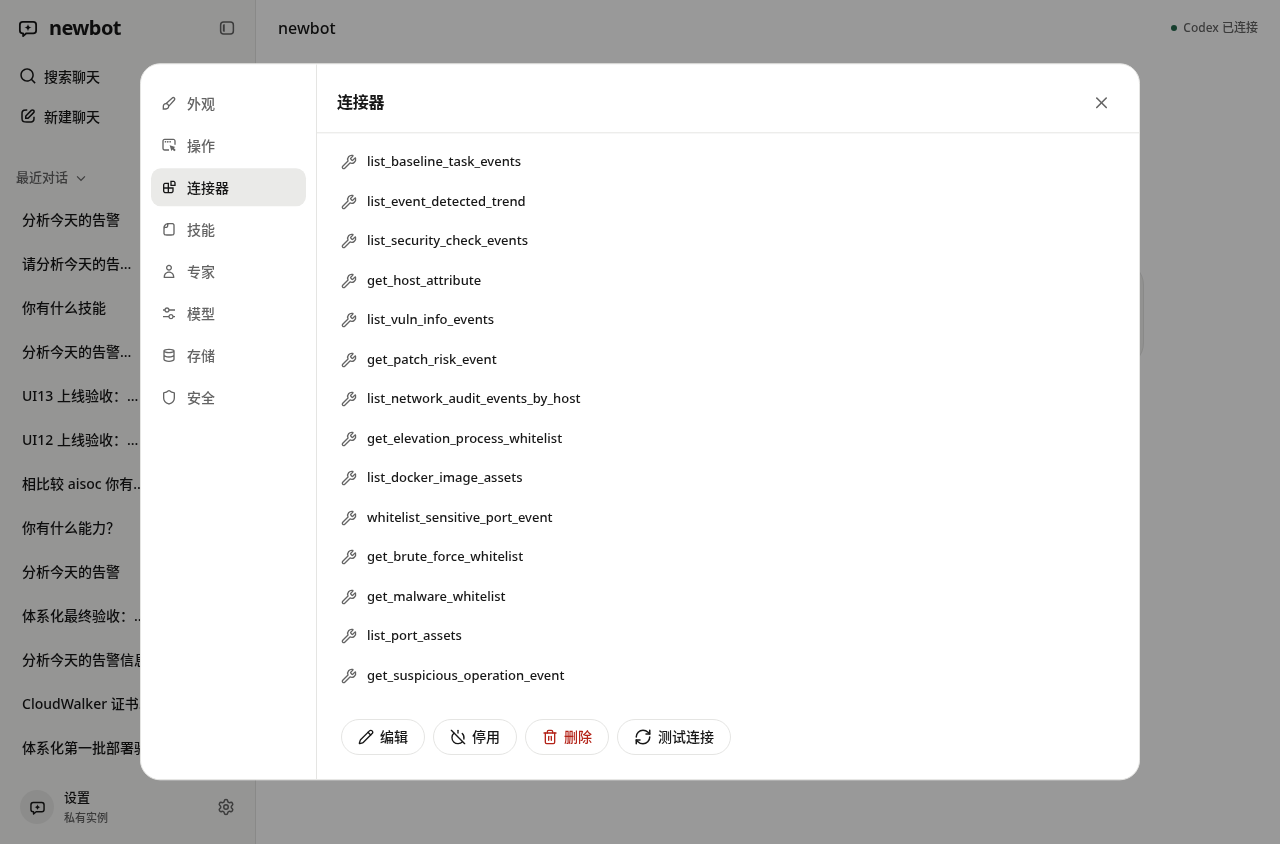 newbot
newbot
Codex 已连接
搜索聊天
新建聊天
最近对话
分析今天的告警
请分析今天的告...
你有什么技能
分析今天的告警...
UI13 上线验收：...
UI12 上线验收：...
相比较 aisoc 你有...
你有什么能力?
分析今天的告警
体系化最终验收：...
分析今天的告警信息
CloudWalker 证书
体系化第一批部署验
设置
私有实例
外观
操作
连接器
技能
专家
模型
存储
安全
连接器
list_baseline_task_events
list_event_detected_trend
list_security_check_events
get_host_attribute
list_vuln_info_events
get_patch_risk_event
list_network_audit_events_by_host
get_elevation_process_whitelist
list_docker_image_assets
whitelist_sensitive_port_event
get_brute_force_whitelist
get_malware_whitelist
list_port_assets
get_suspicious_operation_event
编辑
停用
删除
测试连接